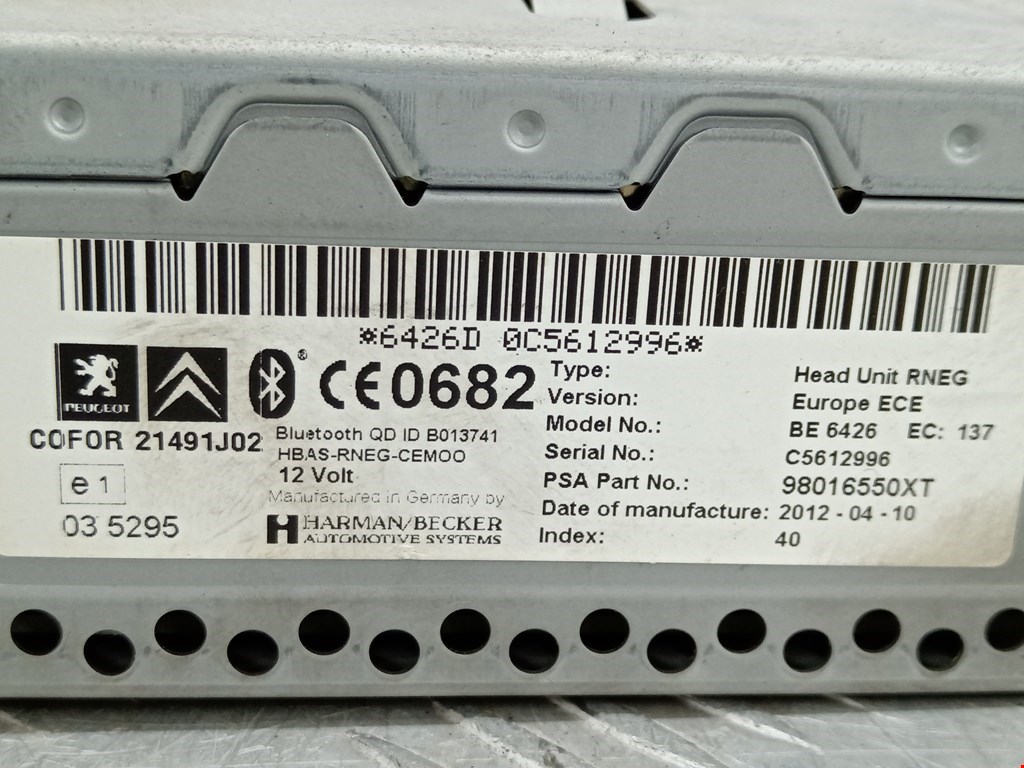 *6426D 0C5612996*
PEUGEOT
® CE0682
COFOR 21491J02
Bluetooth QD ID B013741
HBAS-RNEG-CEM00
12 Volt
Manufactured in Germany by
HARMAN/BECKER
AUTOMOTIVE SYSTEMS
e 1
03 5295
Type: Head Unit RNEG
Version: Europe ECE
Model No.: BE 6426 EC: 137
Serial No.: C5612996
PSA Part No.: 98016550XT
Date of manufacture: 2012 - 04 - 10
Index: 40